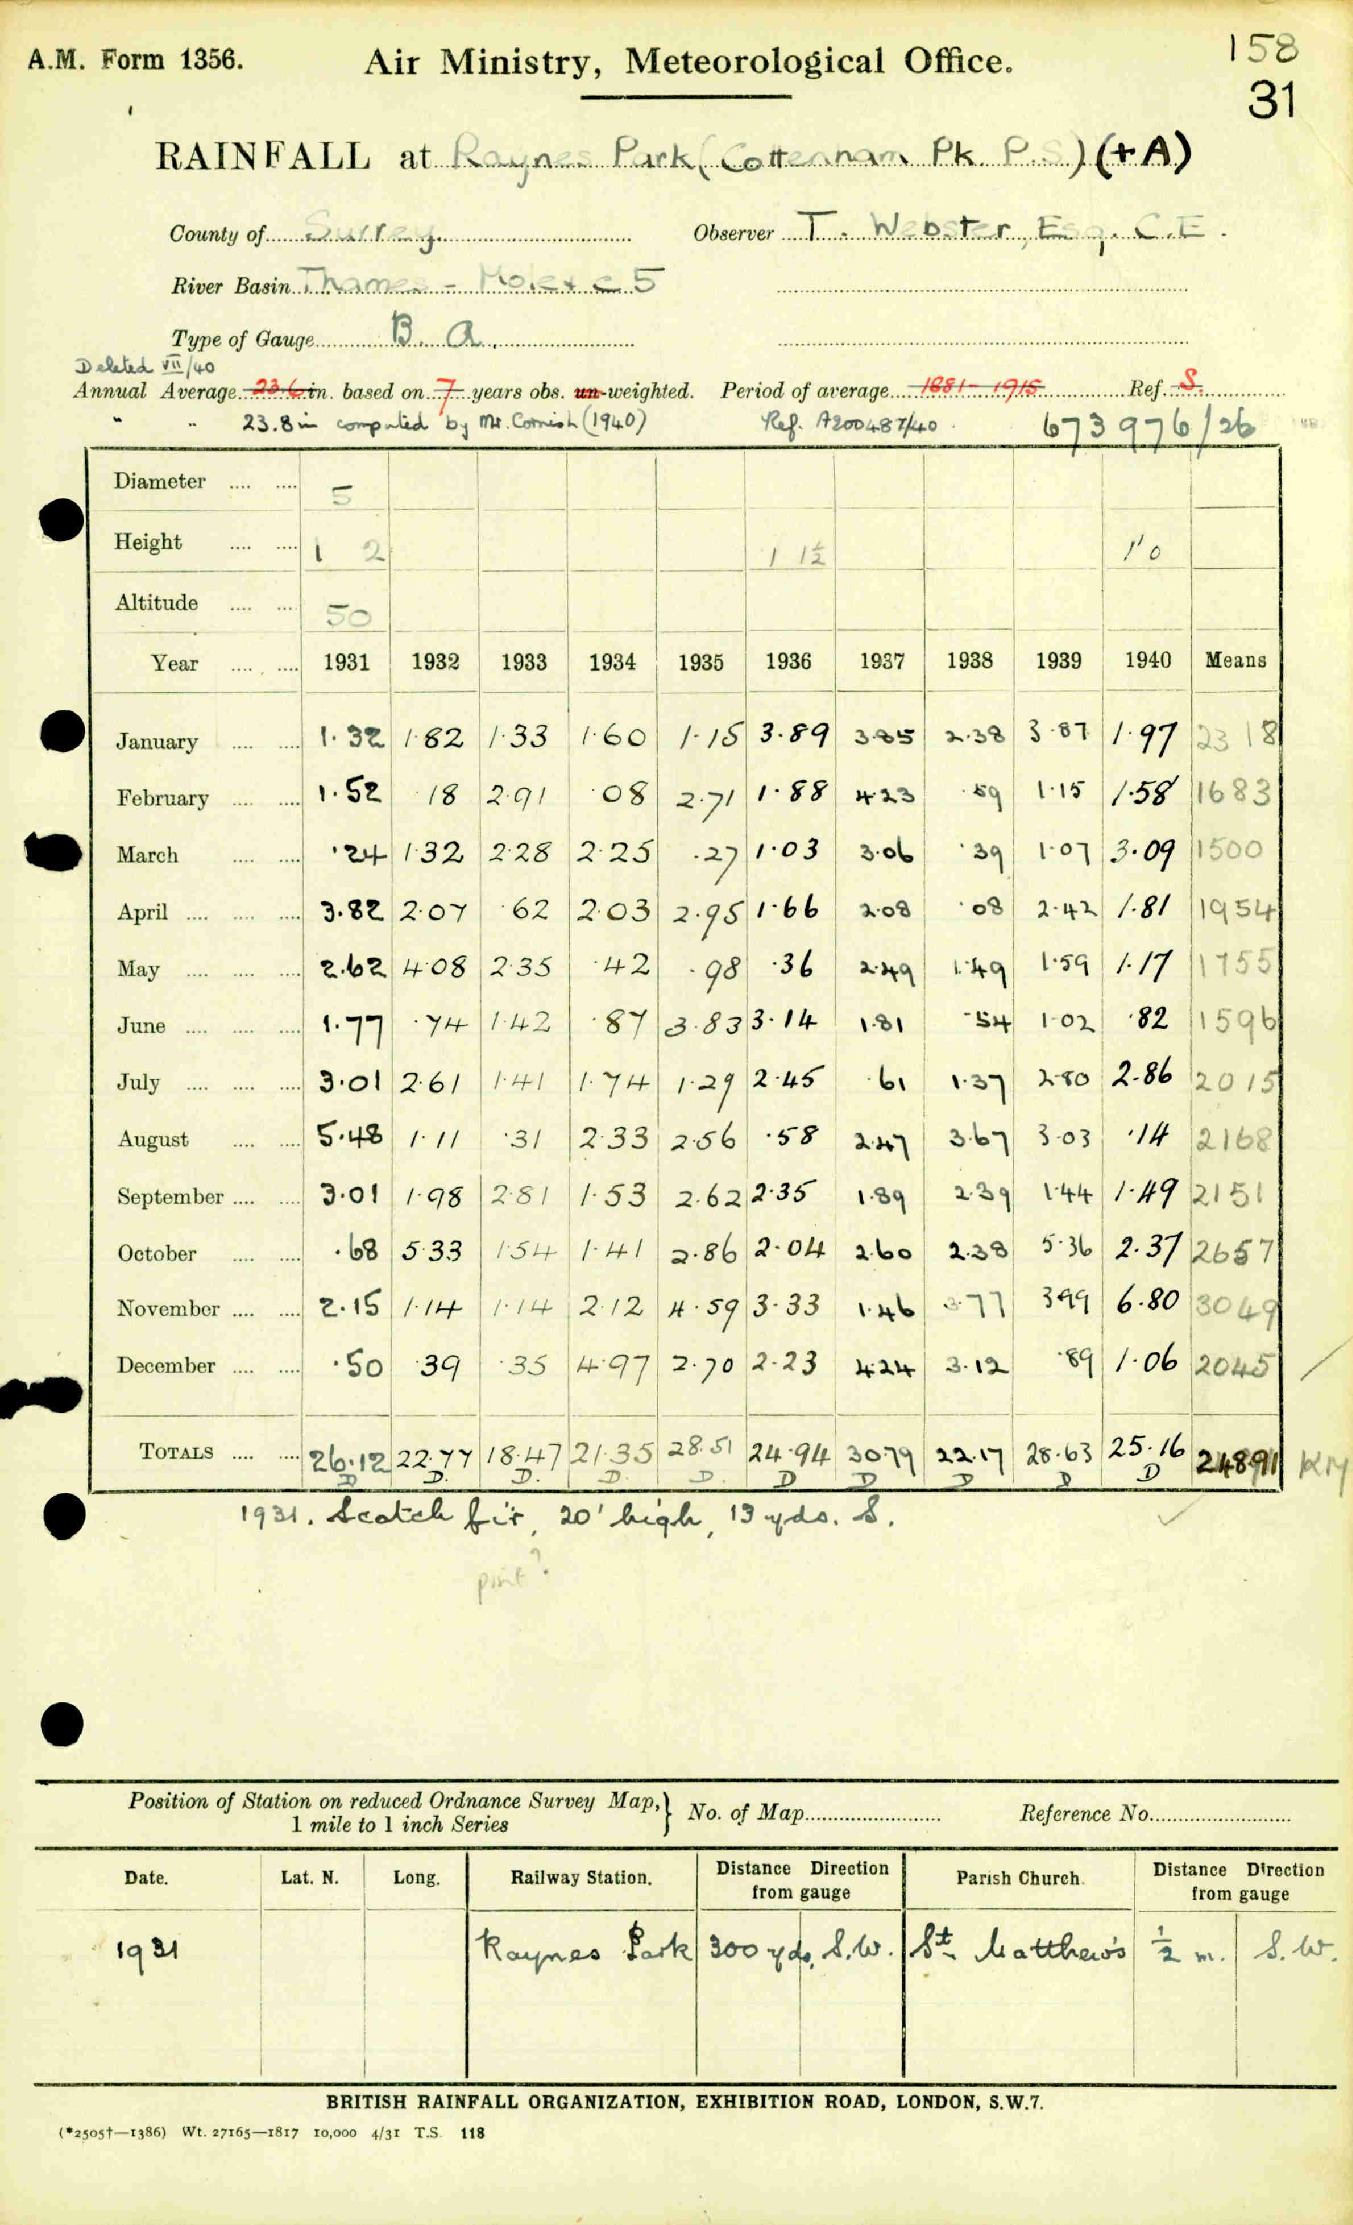 A.M. Form 1356. Air Ministry, Meteorological Office. 158
31
RAINFALL at Raynes Park (Cottenham Pk. P.S) (+A)
County of Surrey. Observer T. Webster, Esq. C.E.
River Basin Thames - Mole &c 5
Type of Gauge B. a.
Deleted VII/40
Annual Average 23.6 in. based on 7 years obs. un-weighted. Period of average 1881-1915 Ref. S.
" " 23.8 in computed by Mr. Cornish (1940) Ref. A200487/40 673976/26
Diameter .... .... 5
Height .... .... 1 2 1 1½ 1' 0
Altitude .... .... 50
Year .... .... 1931 1932 1933 1934 1935 1936 1937 1938 1939 1940 Means
January .... .... 1.32 1.82 1.33 1.60 1.15 3.89 3.85 2.38 3.87 1.97 2318
February .... .... 1.52 .18 2.91 .08 2.71 1.88 4.23 .59 1.15 1.58 1683
March .... .... .24 1.32 2.28 2.25 .27 1.03 3.06 .39 1.07 3.09 1500
April .... .... .... 3.82 2.07 .62 2.03 2.95 1.66 2.08 .08 2.42 1.81 1954
May .... .... .... 2.62 4.08 2.35 .42 .98 .36 2.49 1.49 1.59 1.17 1755
June .... .... .... 1.77 .74 1.42 .87 3.83 3.14 1.81 .54 1.02 .82 1596
July .... .... .... 3.01 2.61 1.41 1.74 1.29 2.45 .61 1.37 2.80 2.86 2015
August .... .... 5.48 1.11 .31 2.33 2.56 .58 2.47 3.67 3.03 .14 2168
September .... .... 3.01 1.98 2.81 1.53 2.62 2.35 1.89 2.39 1.44 1.49 2151
October .... .... .68 5.33 1.54 1.41 2.86 2.04 2.60 2.38 5.36 2.37 2657
November .... .... 2.15 1.14 1.14 2.12 4.59 3.33 1.46 3.77 3.99 6.80 3049
December .... .... .50 .39 .35 4.97 2.70 2.23 4.24 3.12 .89 1.06 2045
TOTALS .... .... 26.12 22.77 18.47 21.35 28.51 24.94 30.79 22.17 28.63 25.16 24891
D D. D. D. D. D D D D D
1931. Scotch fir, 20' high, 13 yds. S.
print?
Position of Station on reduced Ordnance Survey Map, 1 mile to 1 inch Series } No. of Map Reference No.
Date. Lat. N. Long. Railway Station. Distance Direction from gauge Parish Church. Distance Direction from gauge
1931 Raynes Park 300 yds. S.W. St. Matthew's ½ m. S.W.
BRITISH RAINFALL ORGANIZATION, EXHIBITION ROAD, LONDON, S.W.7.
(*2505†—1386) Wt. 27165—1817 10,000 4/31 T.S. 118